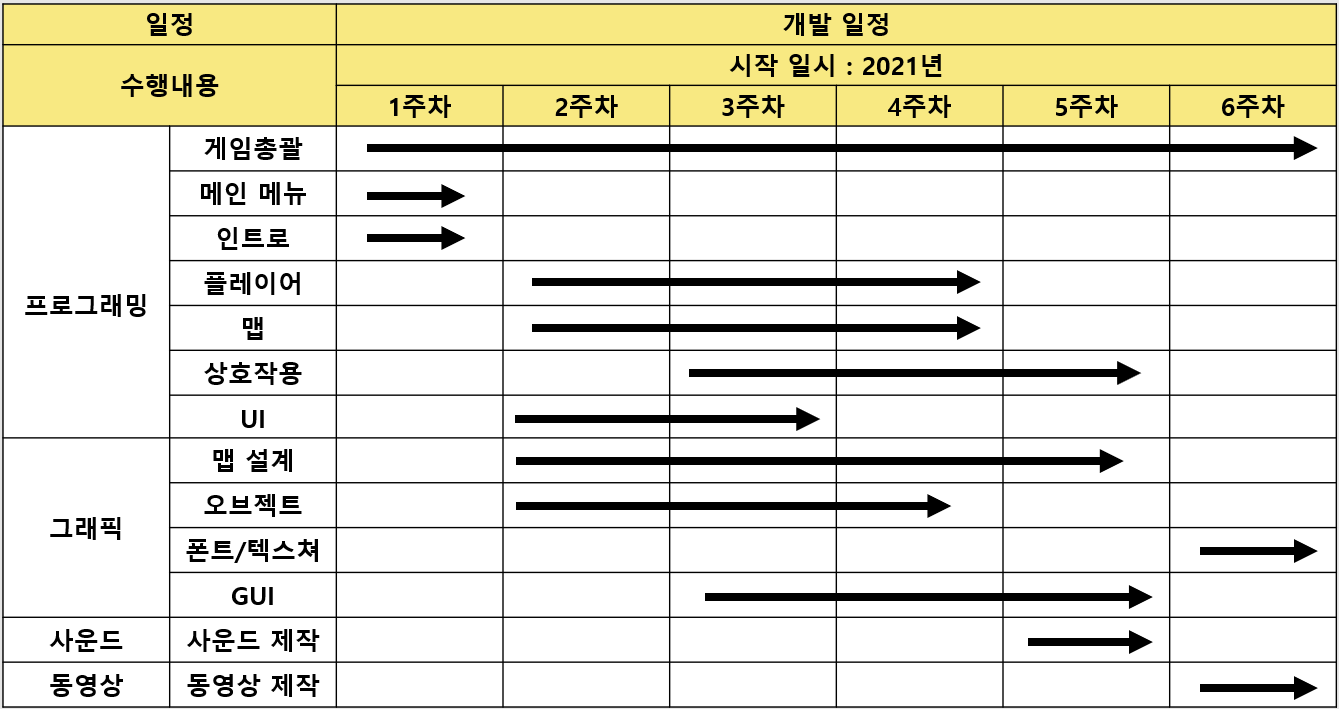 일정
개발 일정
수행내용
시작 일시 : 2021년
1주차 2주차 3주차 4주차 5주차 6주차
프로그래밍
게임총괄
메인 메뉴
인트로
플레이어
맵
상호작용
UI
그래픽
맵 설계
오브젝트
폰트/텍스쳐
GUI
사운드
사운드 제작
동영상
동영상 제작